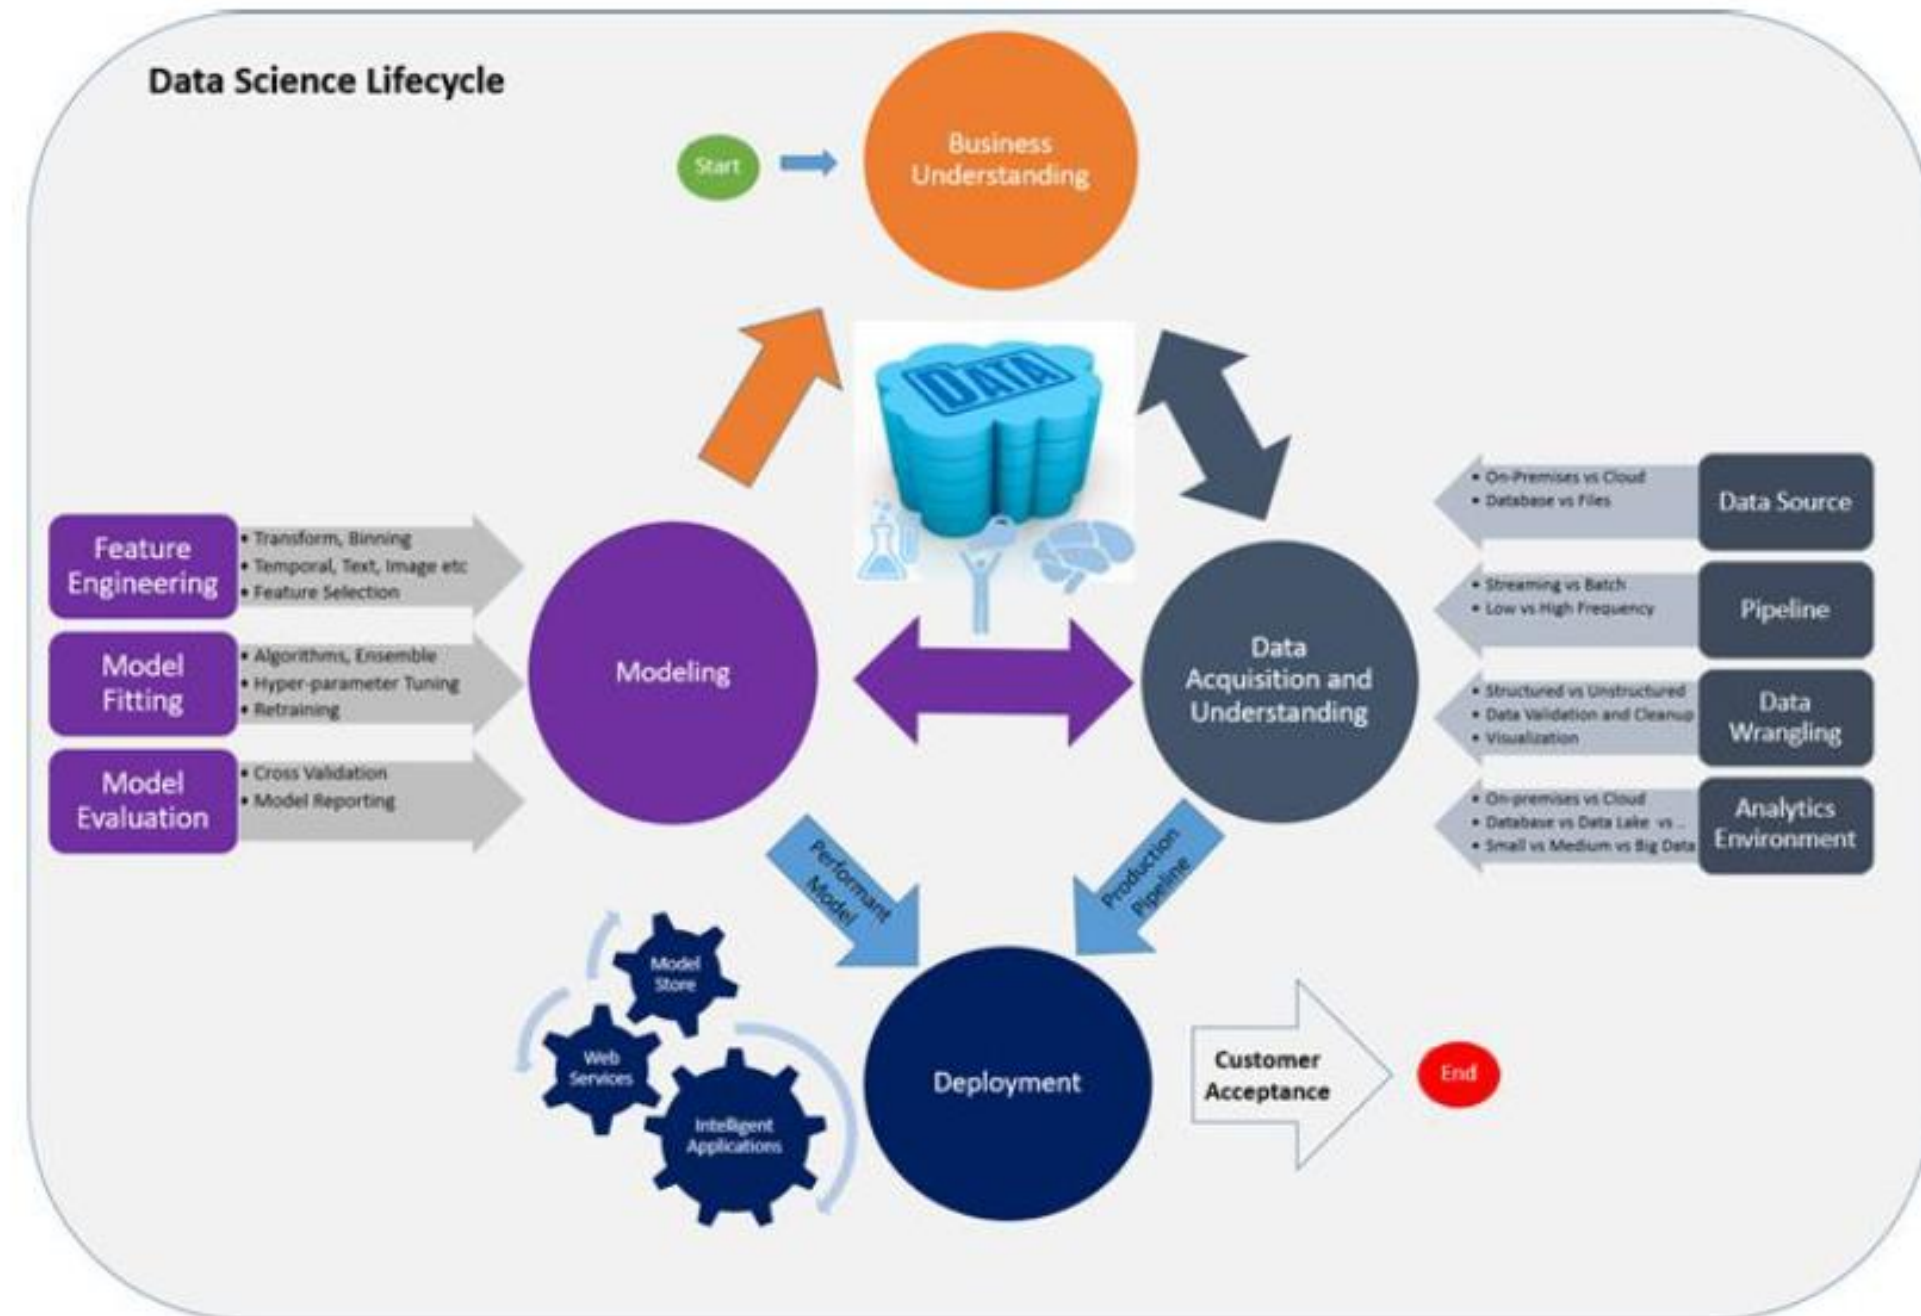 Data Science Lifecycle
Start
Business
Understanding
DATA
Feature
Engineering
• Transform, Binning
• Temporal, Text, Image etc
• Feature Selection
Model
Fitting
• Algorithms, Ensemble
• Hyper-parameter Tuning
• Retraining
Model
Evaluation
• Cross Validation
• Model Reporting
Modeling
Data
Acquisition and
Understanding
• On-Premises vs Cloud
• Database vs Files
Data Source
• Streaming vs Batch
• Low vs High Frequency
Pipeline
• Structured vs Unstructured
• Data Validation and Cleanup
• Visualization
Data
Wrangling
• On-premises vs Cloud
• Database vs Data Lake vs ..
• Small vs Medium vs Big Data
Analytics
Environment
Performant
Model
Production
Pipeline
Model
Store
Web
Services
Intelligent
Applications
Deployment
Customer
Acceptance
End